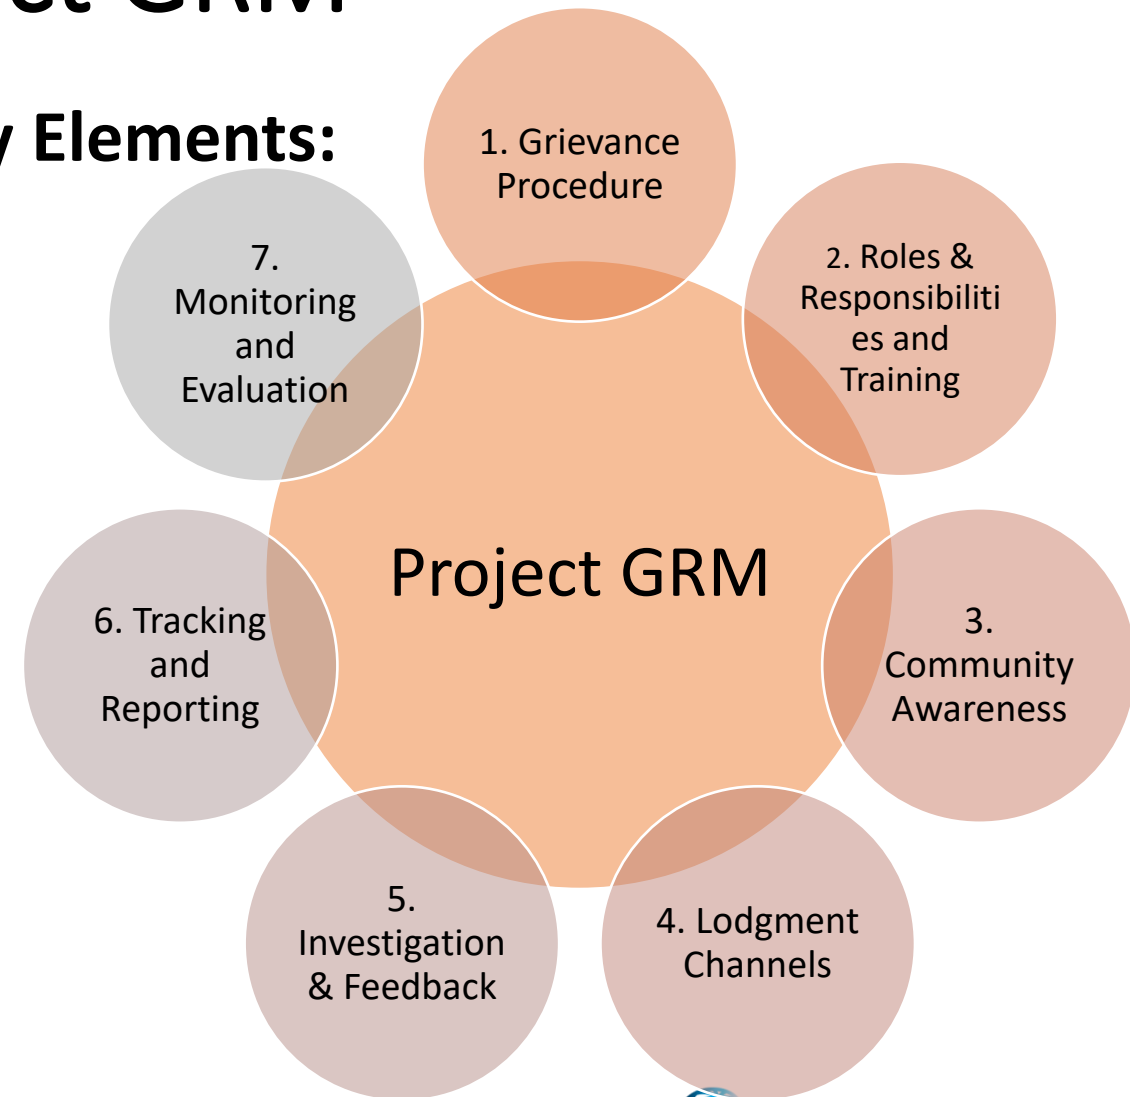 Project GRM
Elements:
1. Grievance
Procedure
2. Roles &
Responsibiliti
es and
Training
3.
Community
Awareness
4. Lodgment
Channels
5.
Investigation
& Feedback
6. Tracking
and
Reporting
7.
Monitoring
and
Evaluation